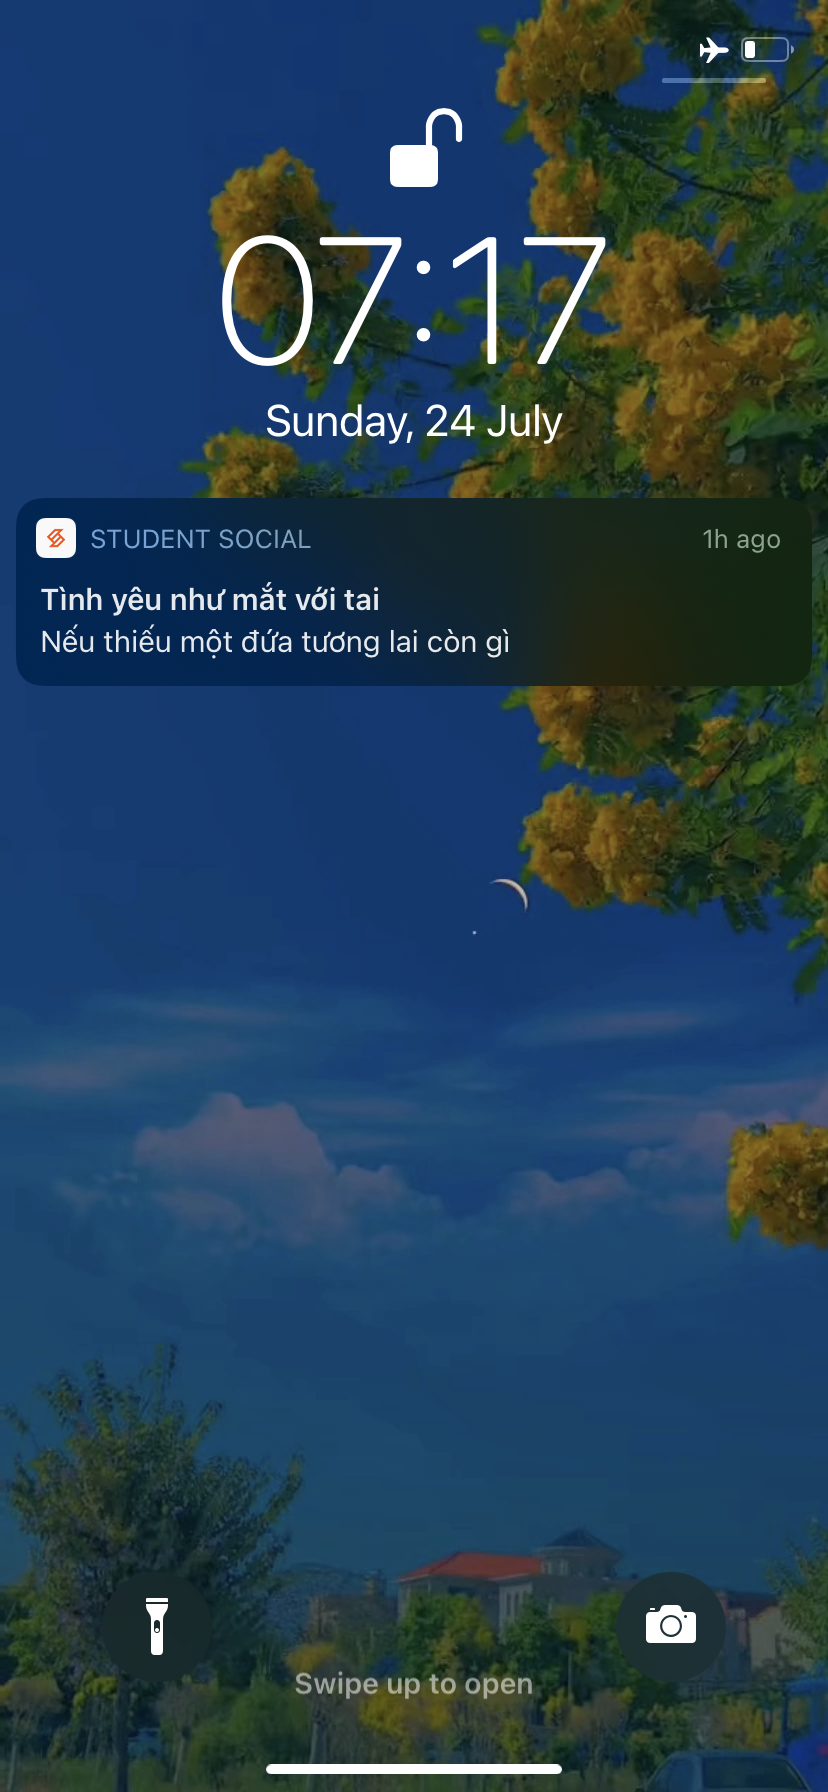 07:17
Sunday, 24 July
STUDENT SOCIAL
1h ago
Tình yêu như mắt với tai
Nếu thiếu một đứa tương lai còn gì
Swipe up to open